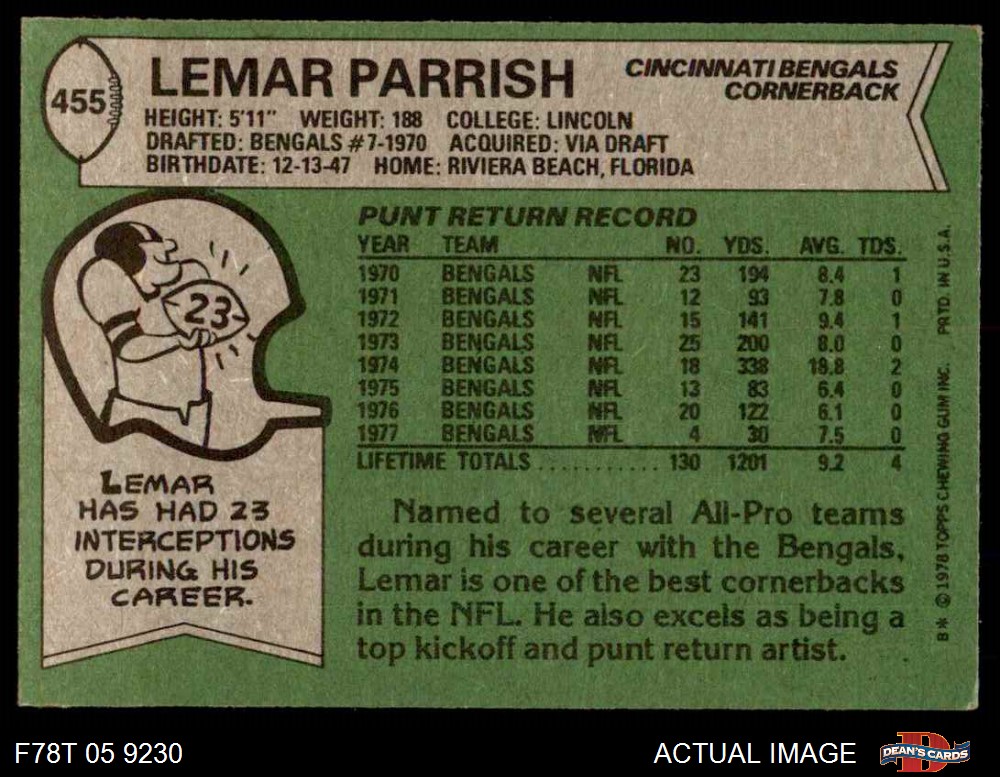 455
LEMAR PARRISH
CINCINNATI BENGALS
CORNERBACK
HEIGHT: 5'11" WEIGHT: 188 COLLEGE: LINCOLN
DRAFTED: BENGALS #7-1970 ACQUIRED: VIA DRAFT
BIRTHDATE: 12-13-47 HOME: RIVIERA BEACH, FLORIDA
23
LEMAR
HAS HAD 23
INTERCEPTIONS
DURING HIS
CAREER.
PUNT RETURN RECORD
YEAR TEAM NO. YDS. AVG. TDS.
1970 BENGALS NFL 23 194 8.4 1
1971 BENGALS NFL 12 93 7.8 0
1972 BENGALS NFL 15 141 9.4 1
1973 BENGALS NFL 25 200 8.0 0
1974 BENGALS NFL 18 338 18.8 2
1975 BENGALS NFL 13 83 6.4 0
1976 BENGALS NFL 20 122 6.1 0
1977 BENGALS NFL 4 30 7.5 0
LIFETIME TOTALS ........... 130 1201 9.2 4
Named to several All-Pro teams
during his career with the Bengals,
Lemar is one of the best cornerbacks
in the NFL. He also excels as being a
top kickoff and punt return artist.
B* © 1978 TOPPS CHEWING GUM INC. PRTD. IN U.S.A.
F78T 05 9230
ACTUAL IMAGE
DEAN'S CARDS